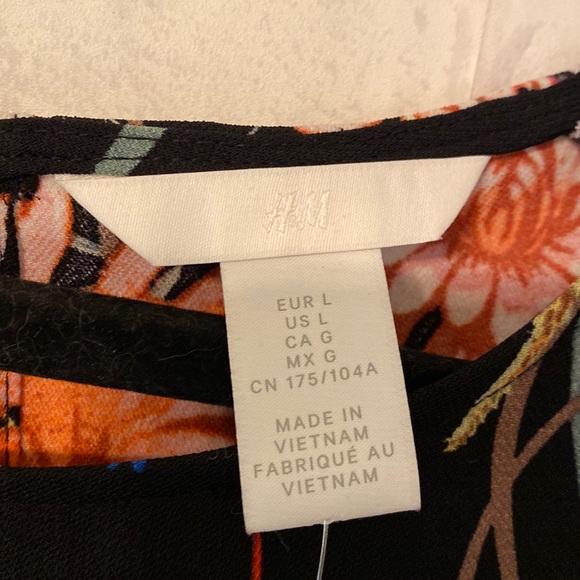 H&M
EUR L
US L
CA G
MX G
CN 175/104A
MADE IN
VIETNAM
FABRIQUÉ AU
VIETNAM